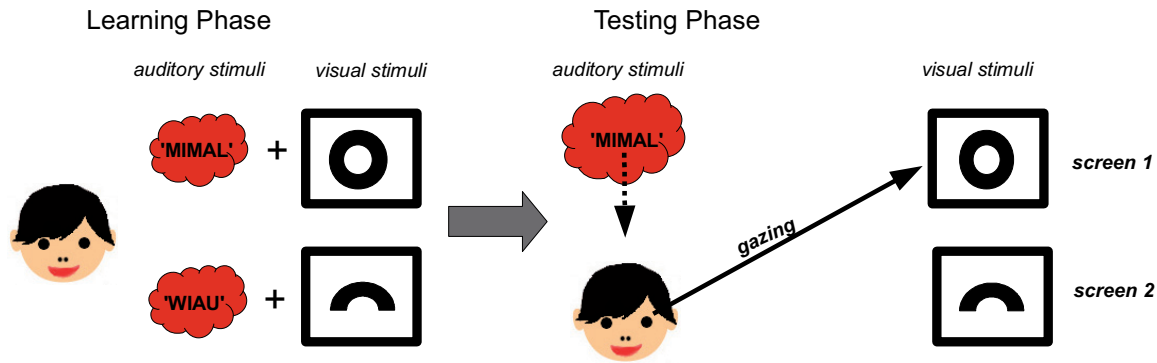 Learning Phase
Testing Phase
auditory stimuli
visual stimuli
auditory stimuli
visual stimuli
'MIMAL'
+
'MIMAL'
screen 1
gazing
'WIAU'
+
screen 2